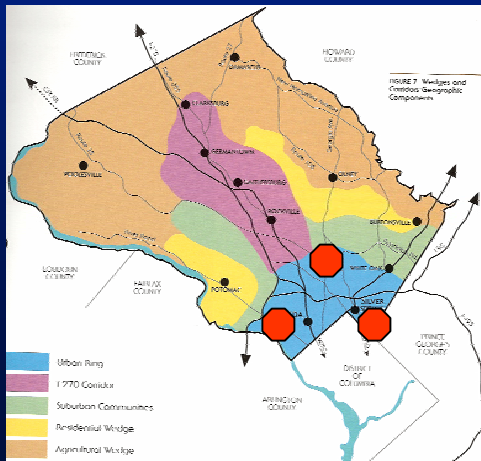 FREDERICK
COUNTY
HOWARD
COUNTY
FIGURE 7 Wedges and
Corridors Geographic
Components
DAMASCUS
CLARKSBURG
GERMANTOWN
GAITHERSBURG
POOLESVILLE
OLNEY
ROCKVILLE
BURTONSVILLE
WHITE OAK
POTOMAC
LOUDOUN
COUNTY
FAIRFAX
COUNTY
SILVER
PRINCE
GEORGES
COUNTY
DISTRICT
OF
COLUMBIA
ARLINGTON
COUNTY
I-95
Urban Ring
I-270 Corridor
Suburban Communities
Residential Wedge
Agricultural Wedge